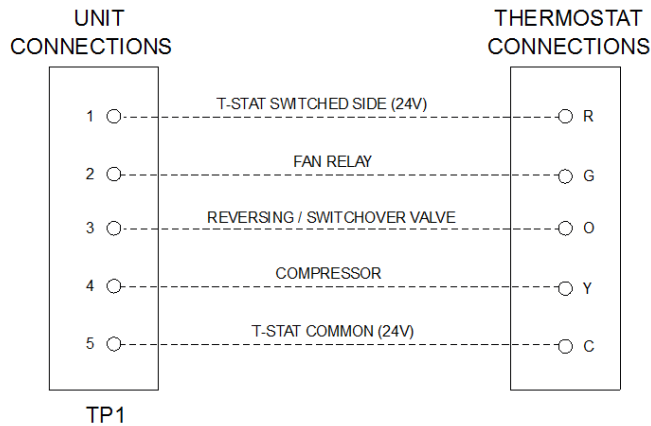 UNIT
CONNECTIONS
THERMOSTAT
CONNECTIONS
1 T-STAT SWITCHED SIDE (24V) R
2 FAN RELAY G
3 REVERSING / SWITCHOVER VALVE O
4 COMPRESSOR Y
5 T-STAT COMMON (24V) C
TP1